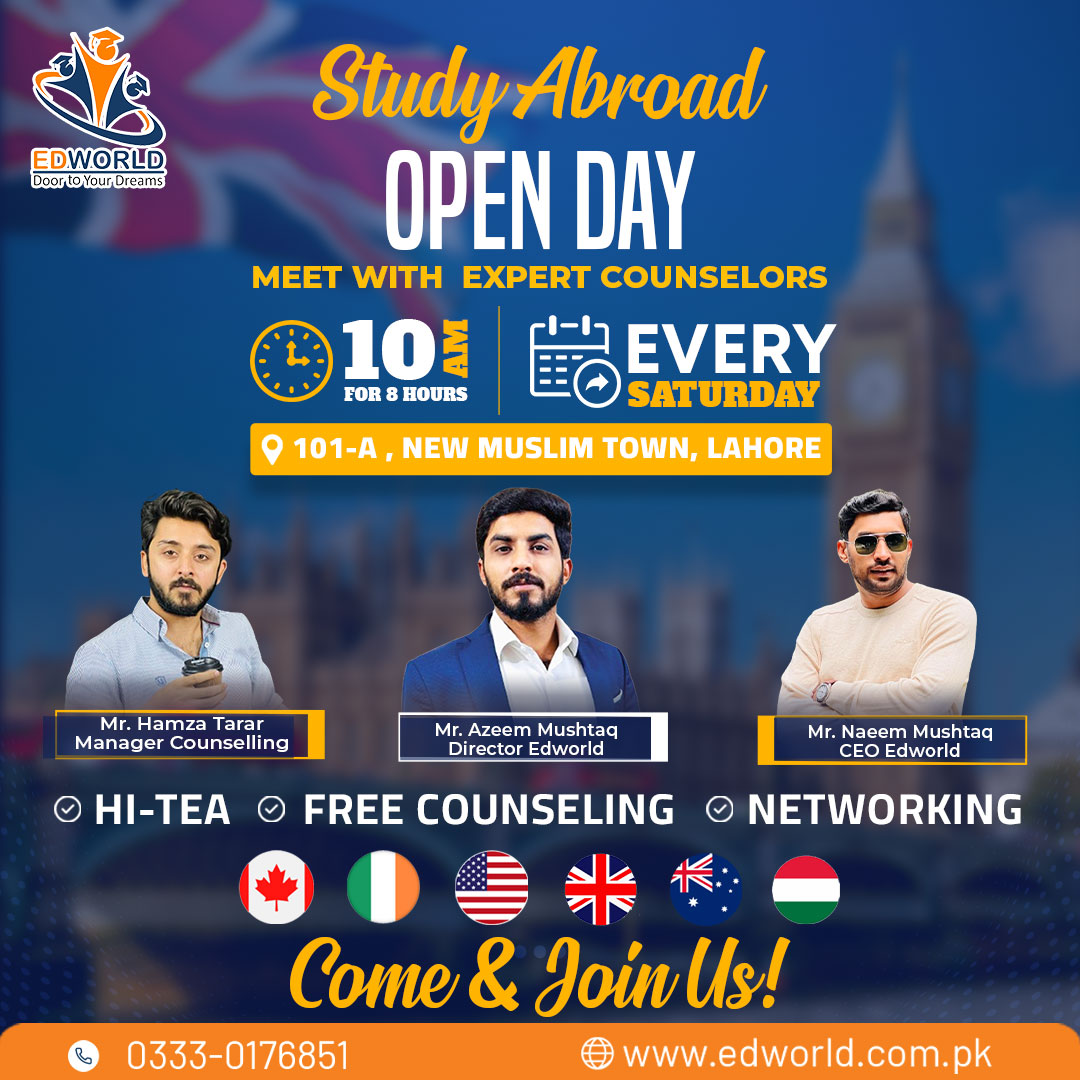 EDWORLD
Door to Your Dreams
Study Abroad
OPEN DAY
MEET WITH EXPERT COUNSELORS
10 AM
FOR 8 HOURS
EVERY
SATURDAY
101-A , NEW MUSLIM TOWN, LAHORE
Mr. Hamza Tarar
Manager Counselling
Mr. Azeem Mushtaq
Director Edworld
Mr. Naeem Mushtaq
CEO Edworld
HI-TEA
FREE COUNSELING
NETWORKING
Come & Join Us!
0333-0176851
www.edworld.com.pk